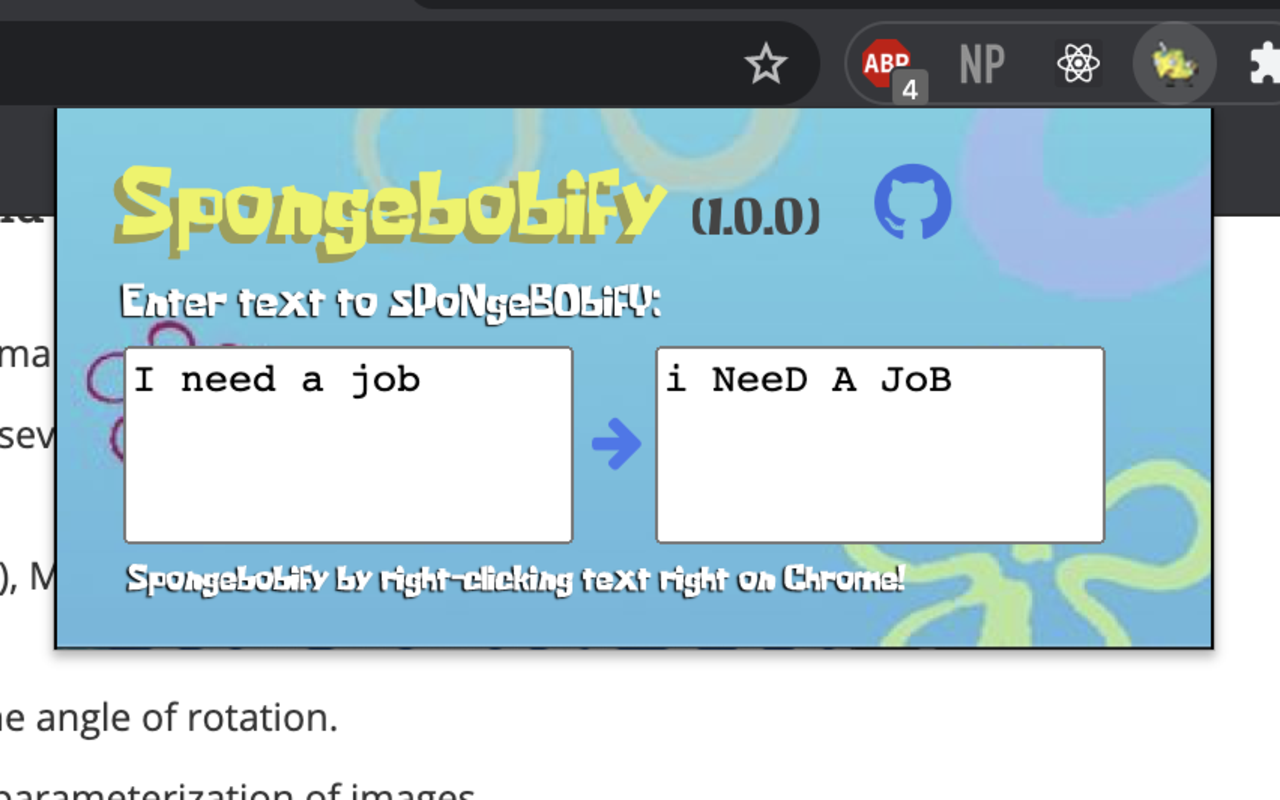 ABP
4
NP
Spongebobify (1.0.0)
Enter text to sPoNgeBObiFY:
I need a job
i NeeD A JoB
Spongebobify by right-clicking text right on Chrome!
ma
sev
), M
e angle of rotation.
parameterization of images